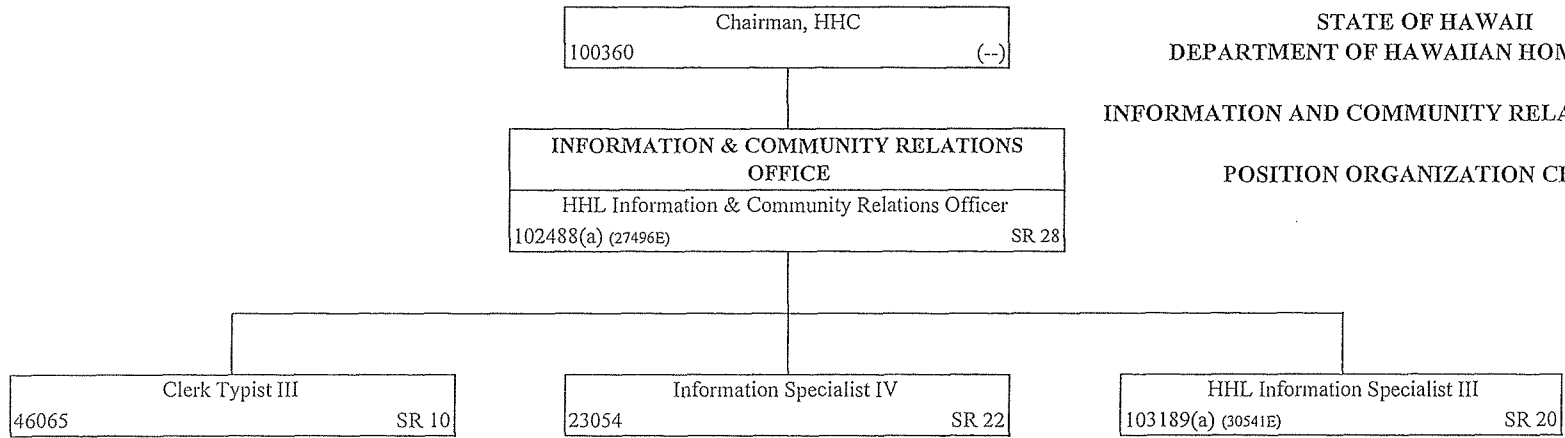 Chairman, HHC
100360 (--)
STATE OF HAWAII
DEPARTMENT OF HAWAIIAN
INFORMATION AND COMMUNITY
POSITION ORGANIZATION
INFORMATION & COMMUNITY RELATIONS
OFFICE
HHL Information & Community Relations Officer
102488(a) (27496E) SR 28
Clerk Typist III
46065 SR 10
Information Specialist IV
23054 SR 22
HHL Information Specialist III
103189(a) (30541E) SR 20